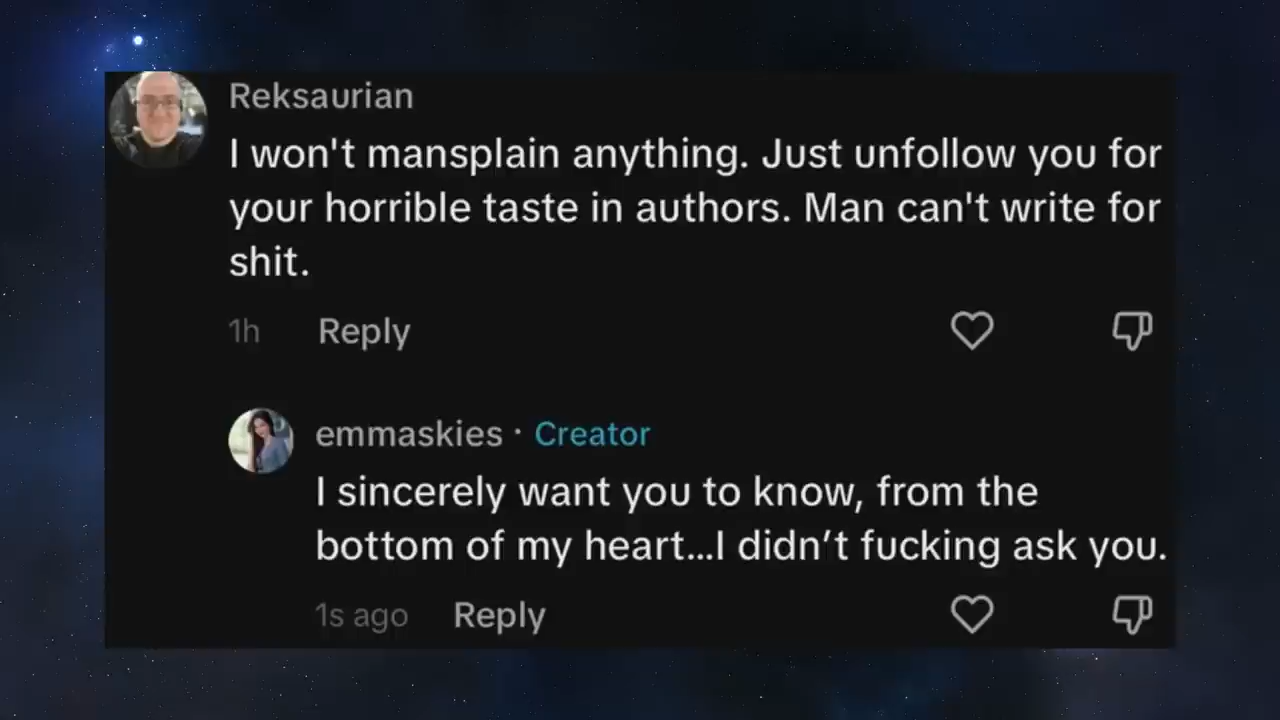 Reksaurian
I won't mansplain anything. Just unfollow you for
your horrible taste in authors. Man can't write for
shit.
1h Reply
emmaskies · Creator
I sincerely want you to know, from the
bottom of my heart...I didn’t fucking ask you.
1s ago Reply